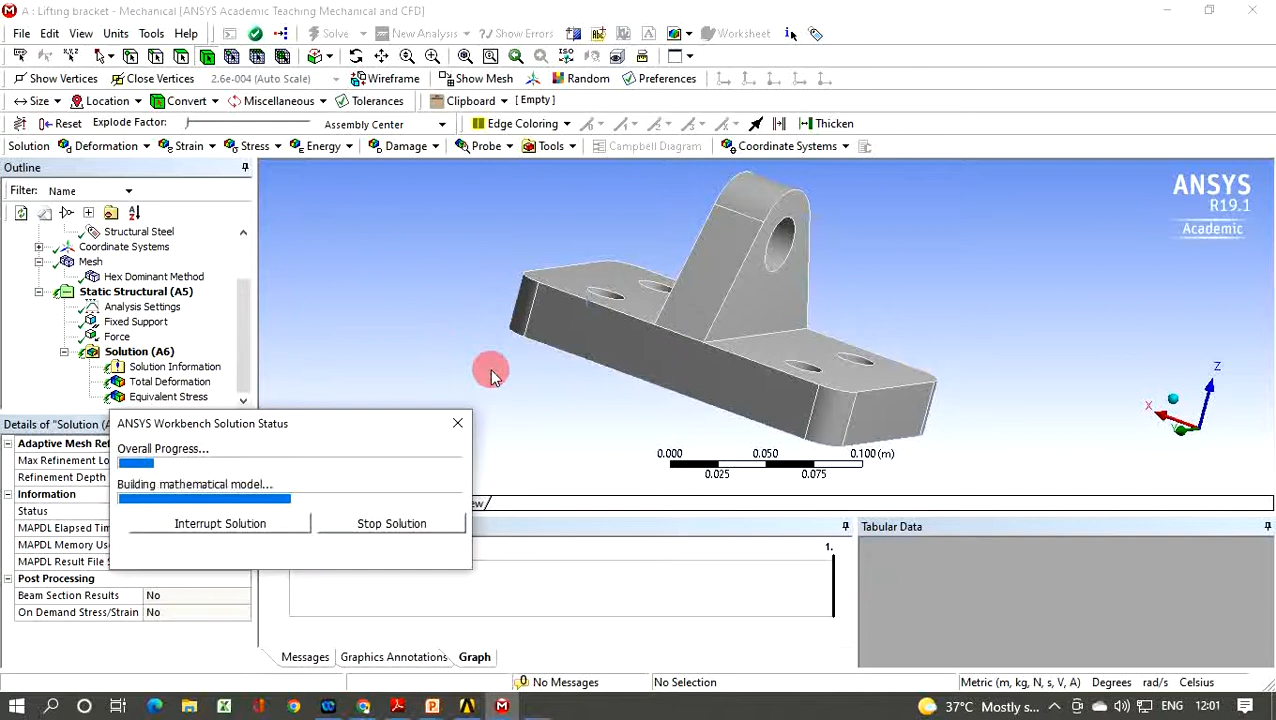 A : Lifting bracket - Mechanical [ANSYS Academic Teaching Mechanical and CFD]
File Edit View Units Tools Help Solve New Analysis Show Errors Worksheet
Show Vertices Close Vertices 2.6e-004 (Auto Scale) Wireframe Show Mesh Random Preferences
Size Location Convert Miscellaneous Tolerances Clipboard [ Empty ]
Reset Explode Factor: Assembly Center Edge Coloring Thicken
Solution Deformation Strain Stress Energy Damage Probe Tools Campbell Diagram Coordinate Systems
Outline
Filter: Name
Structural Steel
Coordinate Systems
Mesh
Hex Dominant Method
Static Structural (A5)
Analysis Settings
Fixed Support
Force
Solution (A6)
Solution Information
Total Deformation
Equivalent Stress
ANSYS
R19.1
Academic
Z
X
0.000 0.050 0.100 (m)
0.025 0.075
Details of "Solution (A
Adaptive Mesh Ref
Max Refinement Lo
Refinement Depth
Information
Status
MAPDL Elapsed Tim
MAPDL Memory Us
MAPDL Result File S
Post Processing
Beam Section Results No
On Demand Stress/Strain No
ANSYS Workbench Solution Status
Overall Progress...
Building mathematical model...
Interrupt Solution Stop Solution
ew
1.
Tabular Data
Messages Graphics Annotations Graph
No Messages No Selection Metric (m, kg, N, s, V, A) Degrees rad/s Celsius
37°C Mostly s... ENG 12:01